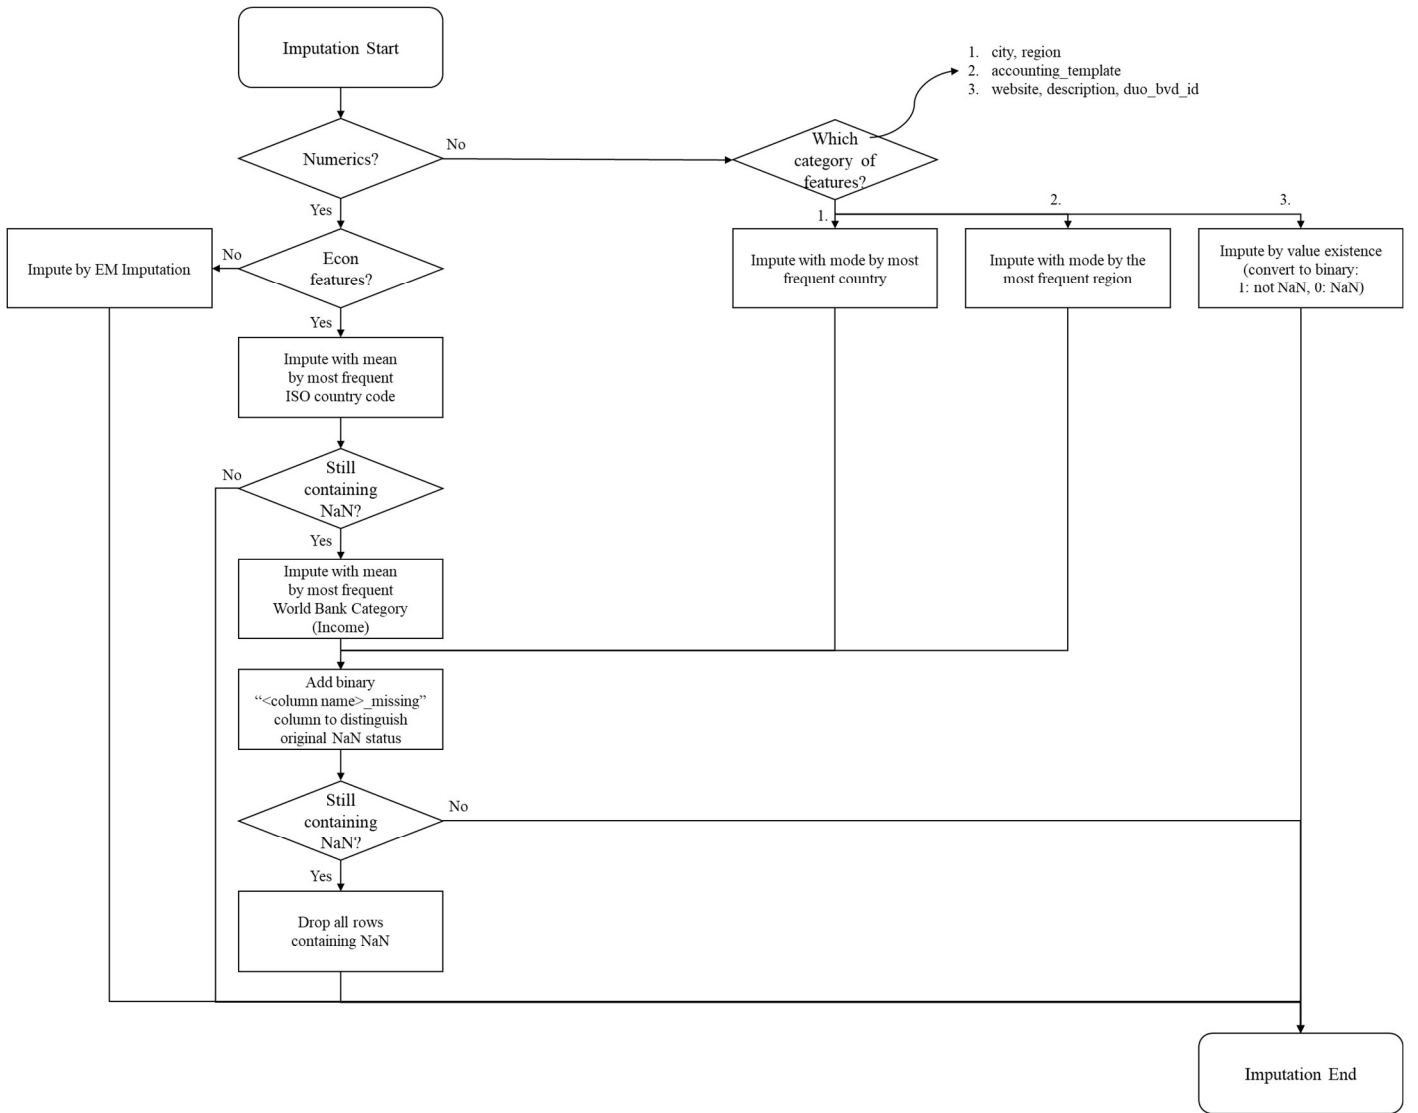 Imputation Start
1. city, region
2. accounting_template
3. website, description, duo_bvd_id
Numerics?
No
Which
category of
features?
Yes
1.
2.
3.
Impute by EM Imputation
No
Econ
features?
Impute with mode by most
frequent country
Impute with mode by the
most frequent region
Impute by value existence
(convert to binary:
1: not NaN, 0: NaN)
Yes
Impute with mean
by most frequent
ISO country code
No
Still
containing
NaN?
Yes
Impute with mean
by most frequent
World Bank Category
(Income)
Add binary
“<column name>_missing”
column to distinguish
original NaN status
Still
containing
NaN?
No
Yes
Drop all rows
containing NaN
Imputation End